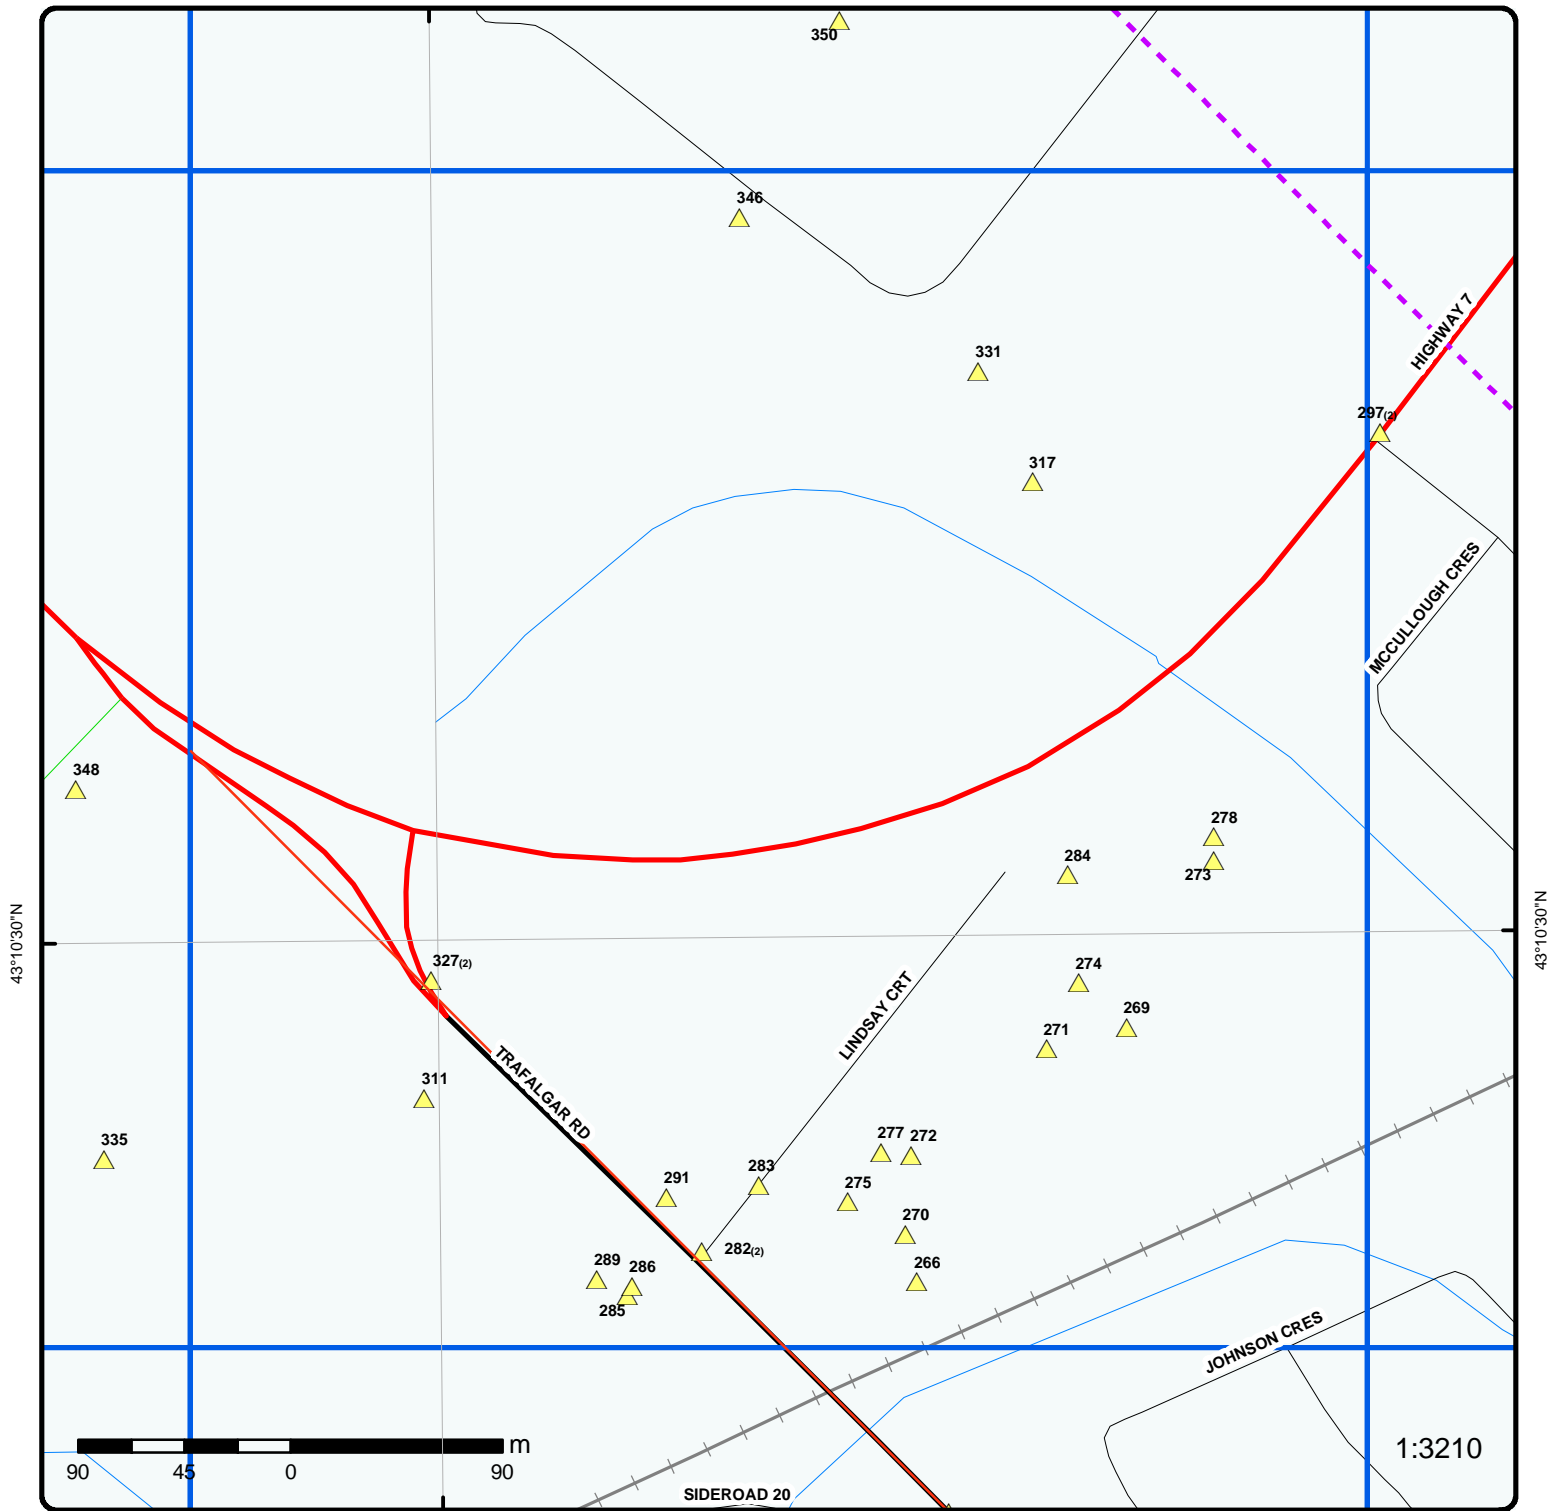 350
346
331
HIGHWAY 7
297(2)
317
MCCULLOUGH CRES
348
278
284
273
43°10'30"N
43°10'30"N
327(2)
274
LINDSAY CRT
269
271
TRAFALGAR RD
311
335
277
272
291
283
275
270
282(2)
289
286
266
285
JOHNSON CRES
m
1:3210
90 45 0 90
SIDEROAD 20